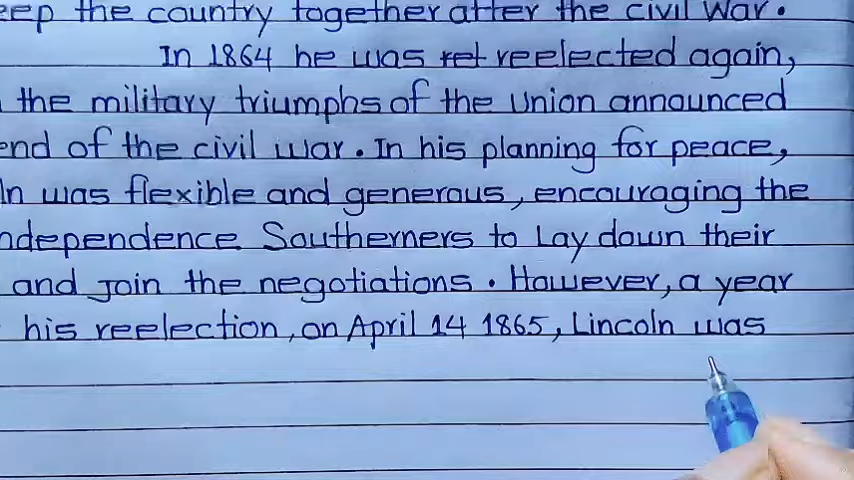 eep the country together after the civil War.
In 1864 he was ret reelected again,
the military triumphs of the Union announced
end of the civil war. In his planning for peace,
ln was flexible and generous, encouraging the
ndependence Southerners to Lay down their
and Join the negotiations. However, a year
his reelection, on April 14 1865, Lincoln was